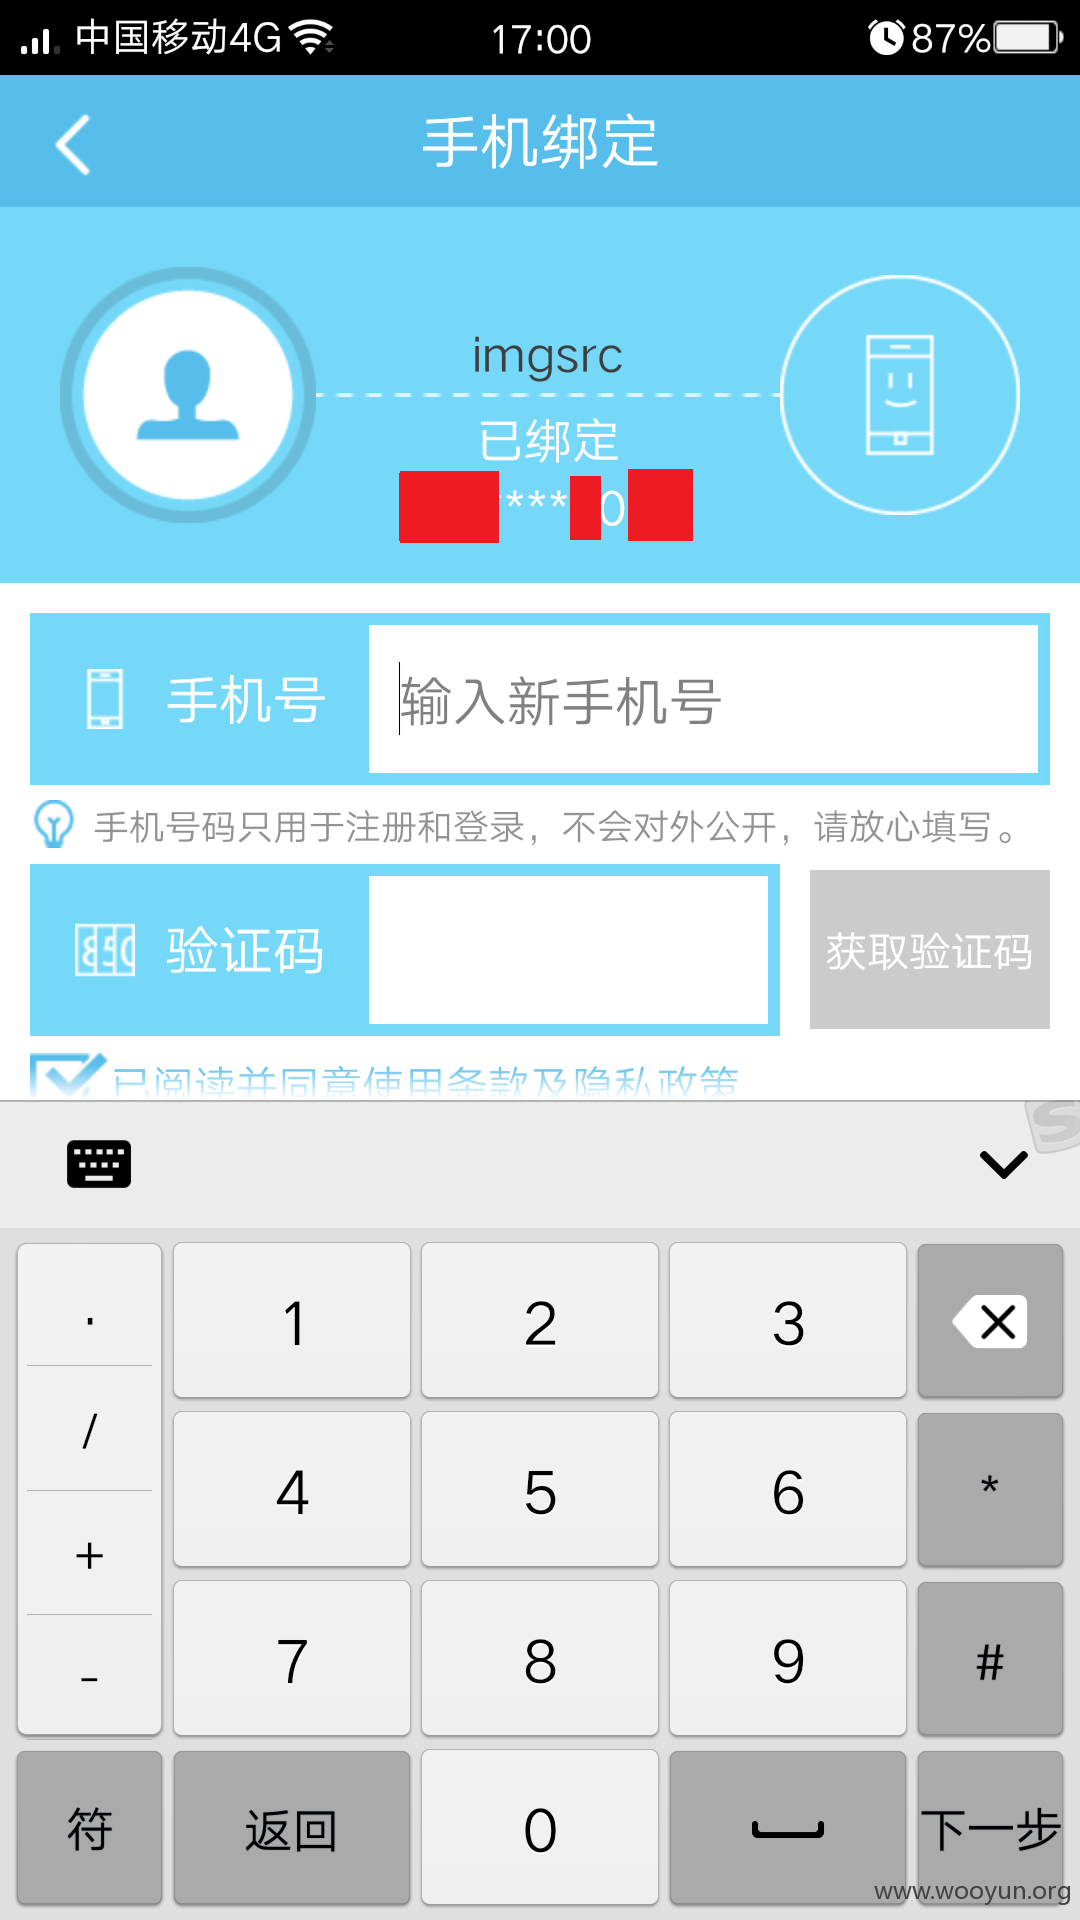 中国移动4G 17:00 87%
手机绑定
imgsrc
已绑定
**** 0
手机号 输入新手机号
手机号码只用于注册和登录，不会对外公开，请放心填写。
850 验证码 获取验证码
已阅读并同意使用条款及隐私政策
. 1 2 3
/ 4 5 6 *
+
- 7 8 9 #
符 返回 0 下一步
www.wooyun.org